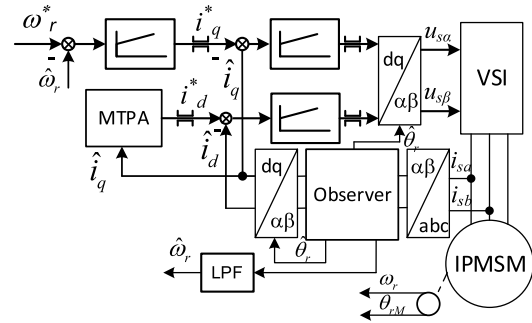 ω*r
i*q
-
-
ω̂r
îq
dq
αβ
usα
usβ
VSI
MTPA
i*d
-
îd
îq
θ̂r
dq
αβ
Observer
αβ
abc
isa
isb
θ̂r
ω̂r
LPF
IPMSM
ωr
θrM